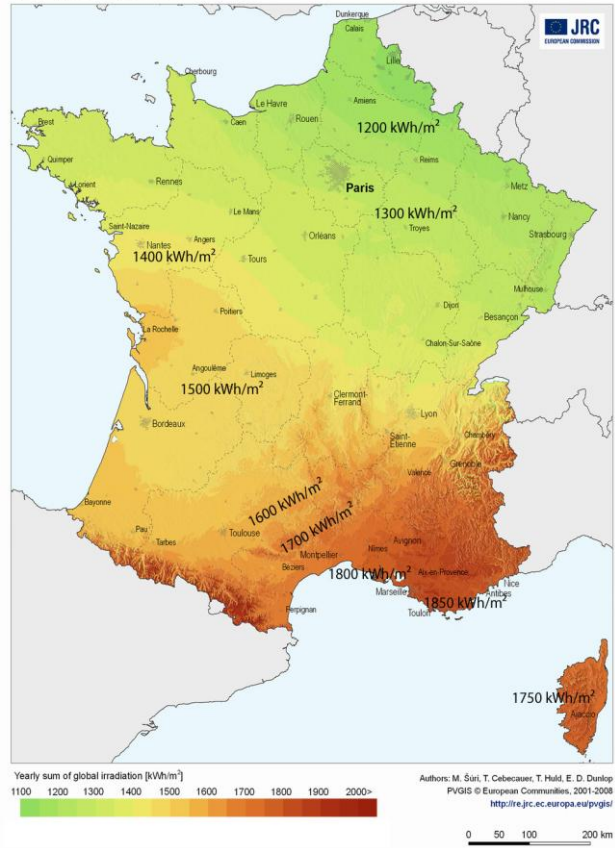 JRC
EUROPEAN COMMISSION
Dunkerque
Calais
Lille
Cherbourg
Amiens
Le Havre
Rouen
1200 kWh/m²
Caen
Reims
Brest
Metz
Quimper
Paris
Lorient
Rennes
1300 kWh/m²
Nancy
Le Mans
Troyes
Strasbourg
Saint-Nazaire
Orléans
Nantes
Angers
1400 kWh/m²
Tours
Mulhouse
Dijon
Besançon
Poitiers
La Rochelle
Chalon-Sur-Saône
Angoulême
Limoges
1500 kWh/m²
Clermont-
Ferrand
Lyon
Bordeaux
Saint-
Etienne
Chambéry
Grenoble
Valence
Bayonne
1600 kWh/m²
Pau
Toulouse
Tarbes
1700 kWh/m²
Avignon
Nîmes
Montpellier
Béziers
1800 kWh/m²
Aix-en-Provence
Nice
Antibes
Marseille
1850 kWh/m²
Toulon
Perpignan
1750 kWh/m²
Ajaccio
Yearly sum of global irradiation [kWh/m²]
1100 1200 1300 1400 1500 1600 1700 1800 1900 2000>
Authors: M. Šúri, T. Cebecauer, T. Huld, E. D. Dunlop
PVGIS © European Communities, 2001-2008
http://re.jrc.ec.europa.eu/pvgis/
0 50 100 200 km